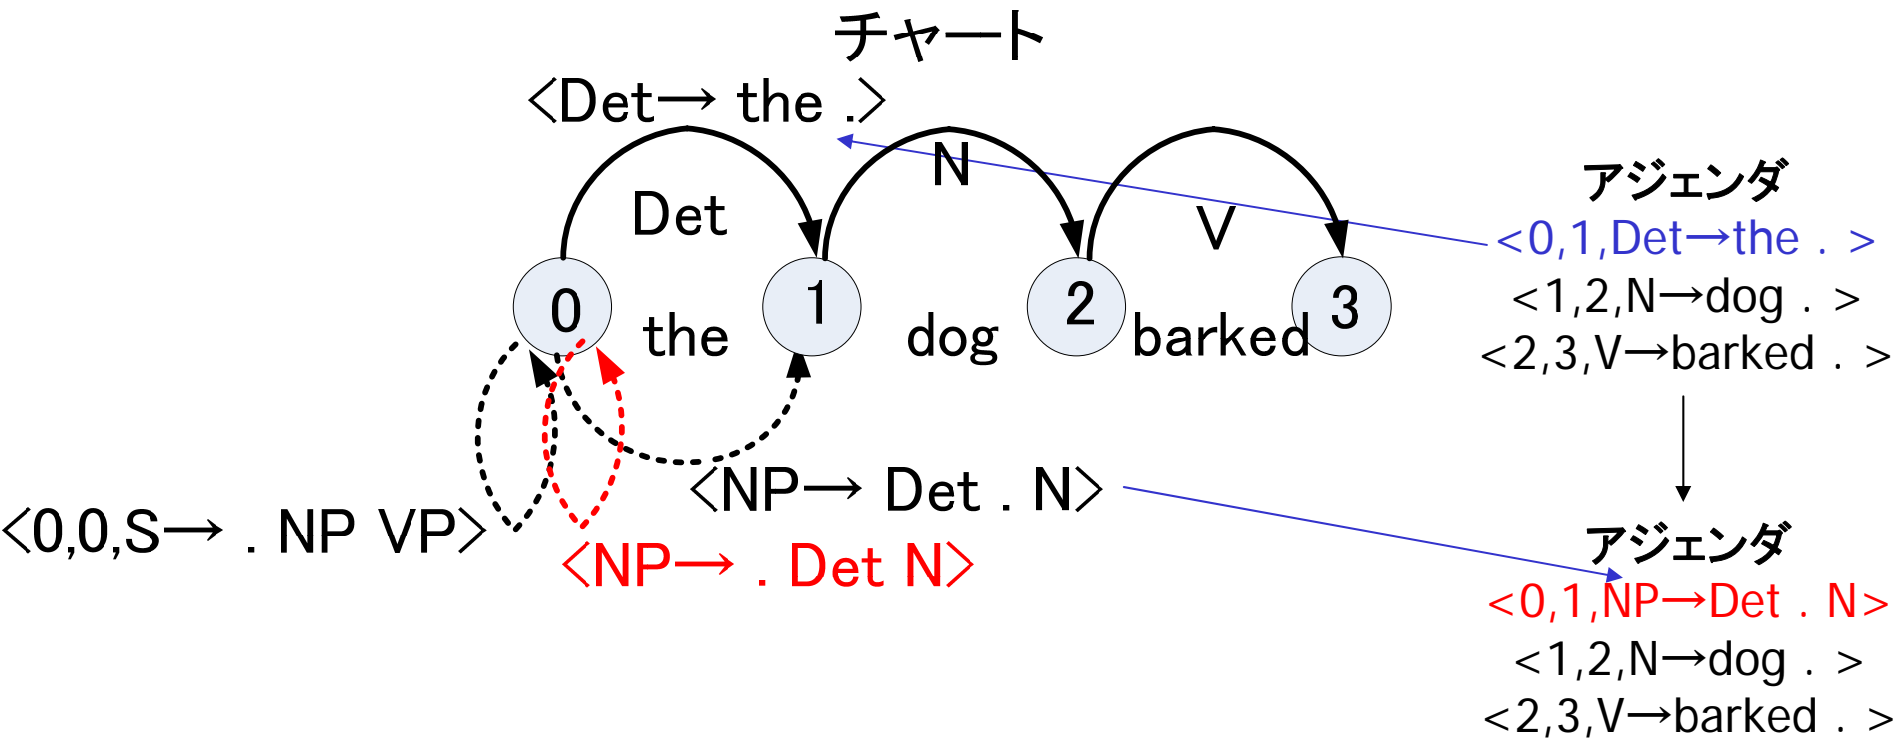 チャート
<Det→ the .>
Det
N
V
0
1
2
3
the
dog
barked
<NP→ Det . N>
<0,0,S→ . NP VP>
<NP→ . Det N>
アジェンダ
<0,1,Det→the . >
<1,2,N→dog . >
<2,3,V→barked . >
アジェンダ
<0,1,NP→Det . N>
<1,2,N→dog . >
<2,3,V→barked . >